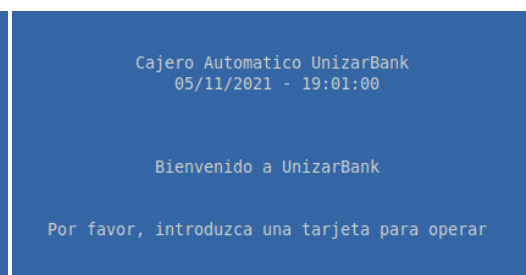 Cajero Automatico UnizarBank
05/11/2021 - 19:01:00
Bienvenido a UnizarBank
Por favor, introduzca una tarjeta para operar